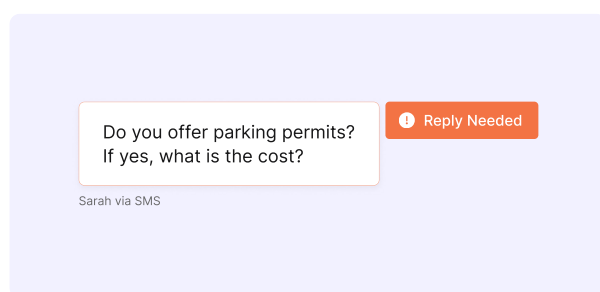 Do you offer parking permits?
If yes, what is the cost?
Reply Needed
Sarah via SMS